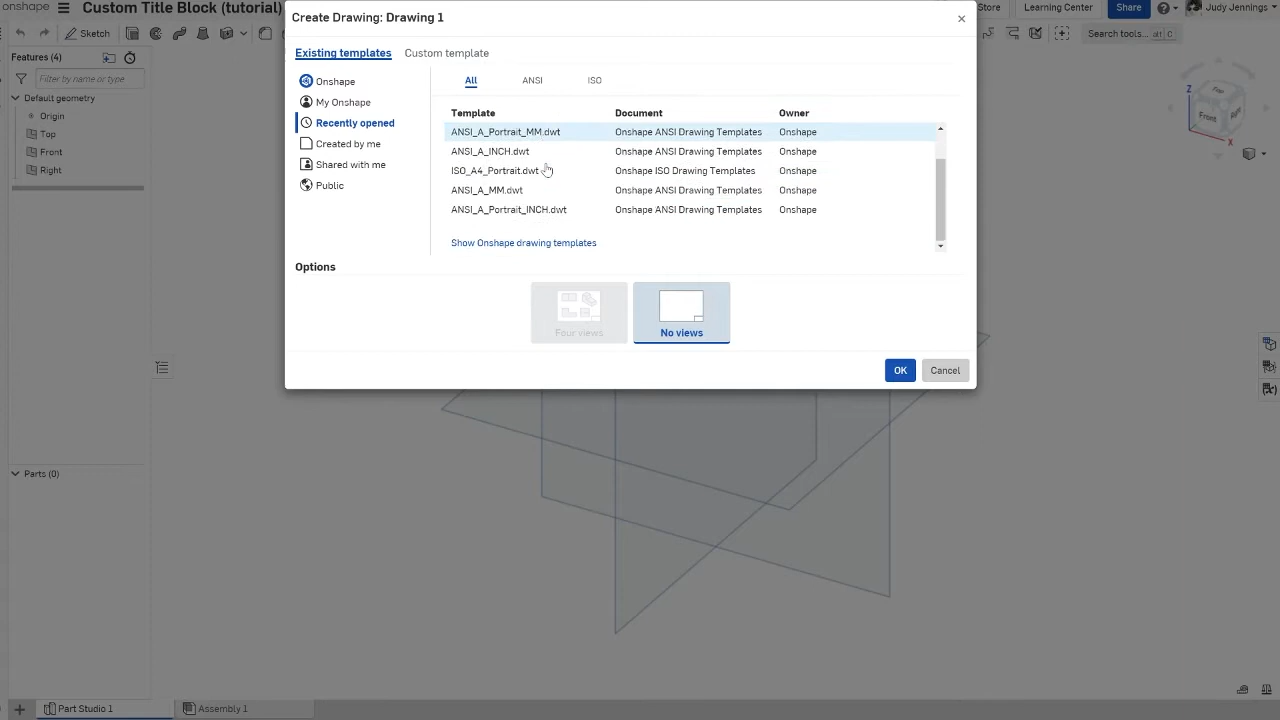 onshape Custom Title Block (tutorial) Store Learning Center Share Judy Jennings
Create Drawing: Drawing 1
Sketch Search tools... alt C
Existing templates Custom template
Features (4)
Filter by name or type
Default geometry
Origin
Top
Front
Right
Onshape
My Onshape
Recently opened
Created by me
Shared with me
Public
All ANSI ISO
Template Document Owner
ANSI_A_Portrait_MM.dwt Onshape ANSI Drawing Templates Onshape
ANSI_A_INCH.dwt Onshape ANSI Drawing Templates Onshape
ISO_A4_Portrait.dwt Onshape ISO Drawing Templates Onshape
ANSI_A_MM.dwt Onshape ANSI Drawing Templates Onshape
ANSI_A_Portrait_INCH.dwt Onshape ANSI Drawing Templates Onshape
Show Onshape drawing templates
Options
Four views No views
OK Cancel
Z
Top
Front
Right
X
Parts (0)
Part Studio 1 Assembly 1